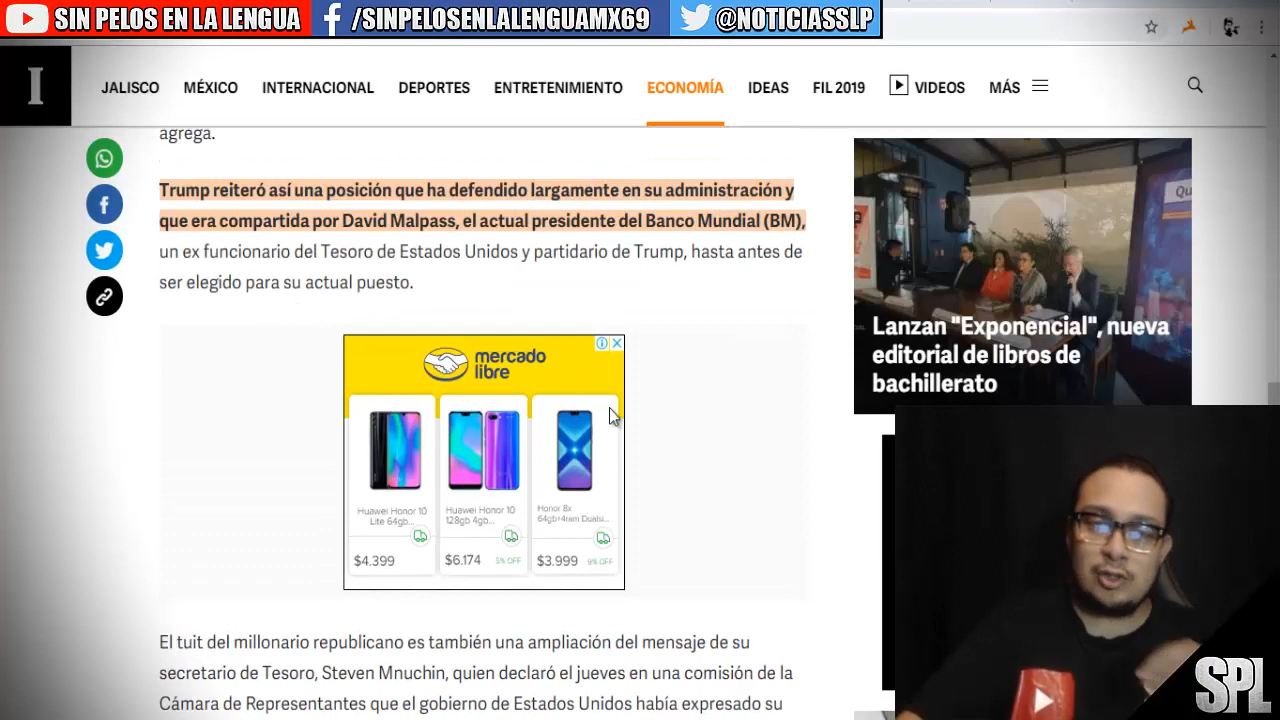 SIN PELOS EN LA LENGUA
/SINPELOSENLALENGUAMX69
@NOTICIASSLP
I
JALISCO
MÉXICO
INTERNACIONAL
DEPORTES
ENTRETENIMIENTO
ECONOMÍA
IDEAS
FIL 2019
VIDEOS
MÁS
agrega.
Trump reiteró así una posición que ha defendido largamente en su administración y
que era compartida por David Malpass, el actual presidente del Banco Mundial (BM),
un ex funcionario del Tesoro de Estados Unidos y partidario de Trump, hasta antes de
ser elegido para su actual puesto.
mercado
libre
Huawei Honor 10
Lite 64gb...
$4.399
Huawei Honor 10
128gb 4gb...
$6.174
5% OFF
Honor 8x
64gb+4ram Dualsi...
$3.999
9% OFF
El tuit del millonario republicano es también una ampliación del mensaje de su
secretario de Tesoro, Steven Mnuchin, quien declaró el jueves en una comisión de la
Cámara de Representantes que el gobierno de Estados Unidos había expresado su
Qu
Lanzan "Exponencial", nueva
editorial de libros de
bachillerato
SPL